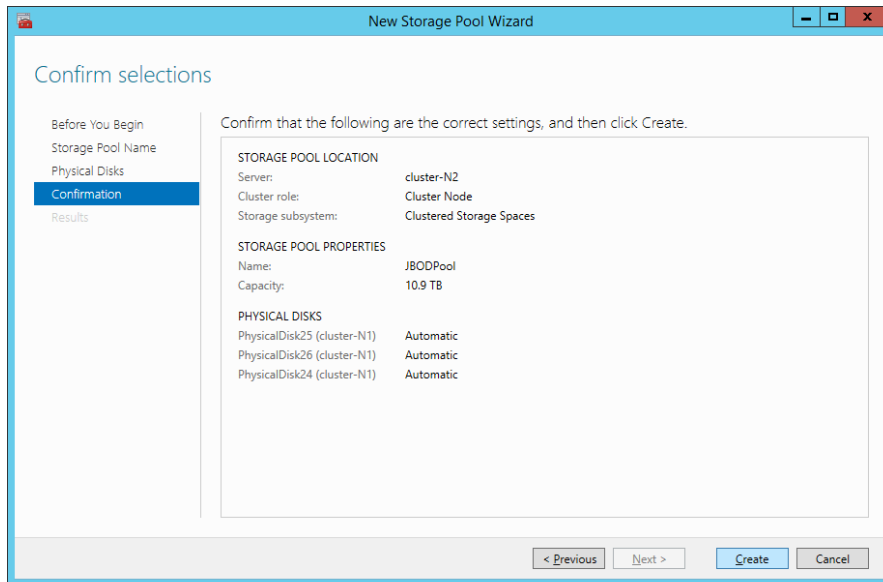 New Storage Pool Wizard
Confirm selections
Before You Begin
Storage Pool Name
Physical Disks
Confirmation
Results
Confirm that the following are the correct settings, and then click Create.
STORAGE POOL LOCATION
Server: cluster-N2
Cluster role: Cluster Node
Storage subsystem: Clustered Storage Spaces
STORAGE POOL PROPERTIES
Name: JBODPool
Capacity: 10.9 TB
PHYSICAL DISKS
PhysicalDisk25 (cluster-N1) Automatic
PhysicalDisk26 (cluster-N1) Automatic
PhysicalDisk24 (cluster-N1) Automatic
< Previous Next > Create Cancel